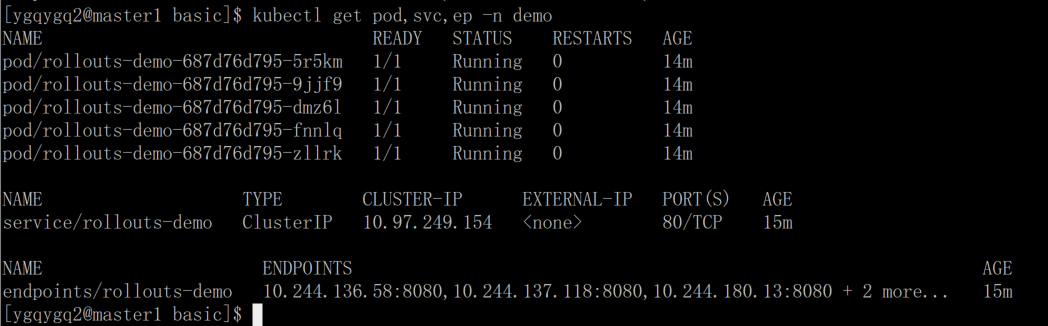 [ygqygq2@master1 basic]$ kubectl get pod,svc,ep -n demo
NAME READY STATUS RESTARTS AGE
pod/rollouts-demo-687d76d795-5r5km 1/1 Running 0 14m
pod/rollouts-demo-687d76d795-9jjf9 1/1 Running 0 14m
pod/rollouts-demo-687d76d795-dmz6l 1/1 Running 0 14m
pod/rollouts-demo-687d76d795-fnnlq 1/1 Running 0 14m
pod/rollouts-demo-687d76d795-zllrk 1/1 Running 0 14m
NAME TYPE CLUSTER-IP EXTERNAL-IP PORT(S) AGE
service/rollouts-demo ClusterIP 10.97.249.154 <none> 80/TCP 15m
NAME ENDPOINTS AGE
endpoints/rollouts-demo 10.244.136.58:8080,10.244.137.118:8080,10.244.180.13:8080 + 2 more... 15m
[ygqygq2@master1 basic]$